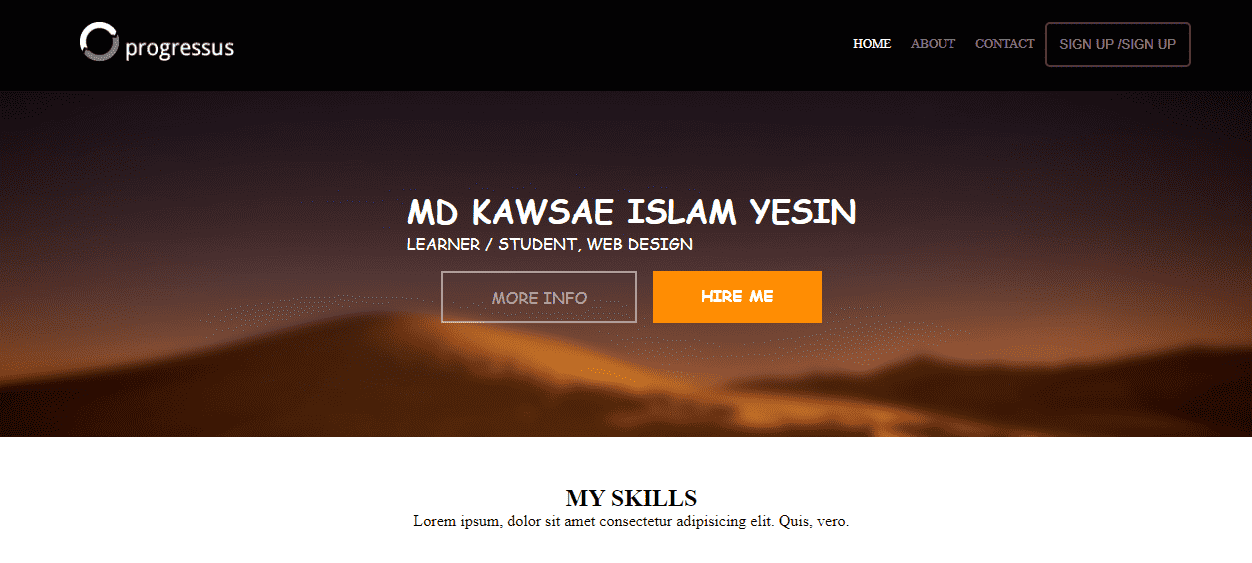 progressus
HOME ABOUT CONTACT SIGN UP /SIGN UP
MD KAWSAE ISLAM YESIN
LEARNER / STUDENT, WEB DESIGN
MORE INFO HIRE ME
MY SKILLS
Lorem ipsum, dolor sit amet consectetur adipisicing elit. Quis, vero.